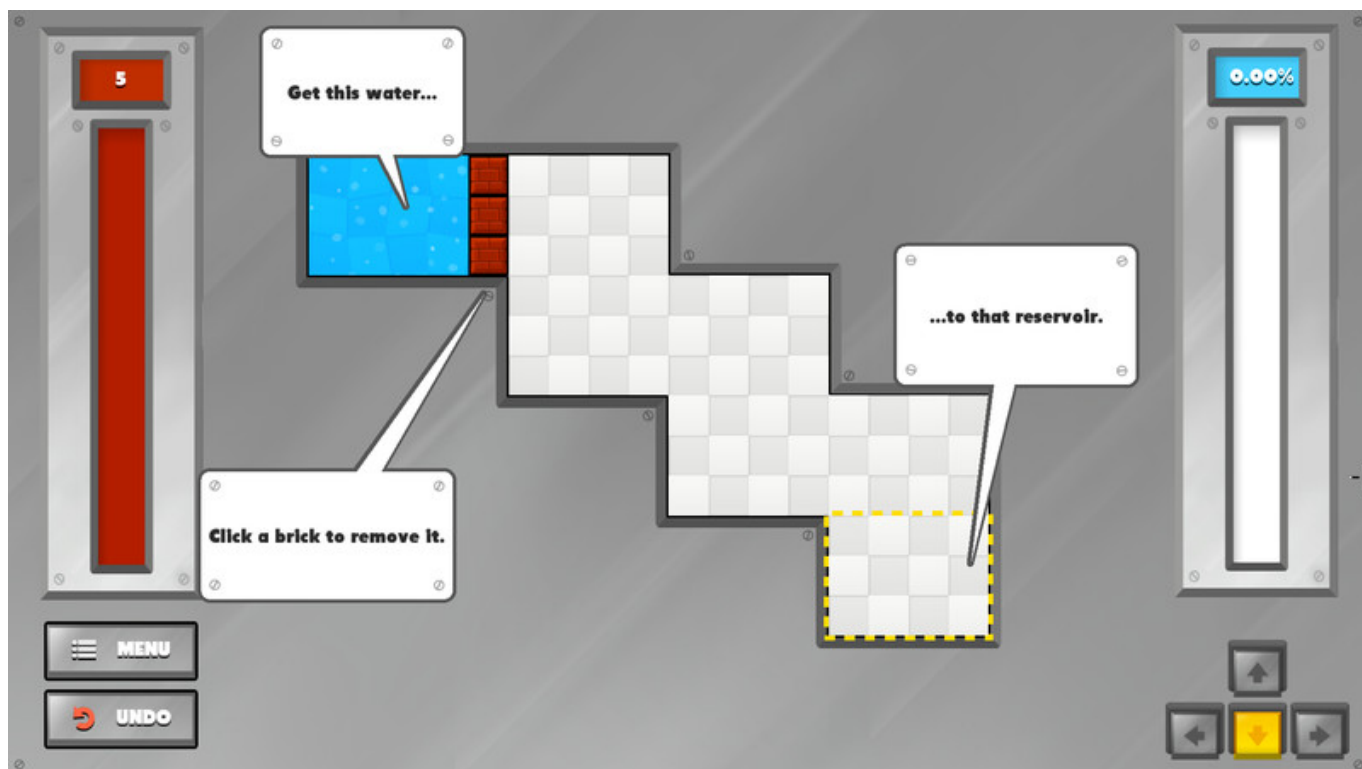 5
Get this water...
0.00%
...to that reservoir.
Click a brick to remove it.
MENU
UNDO